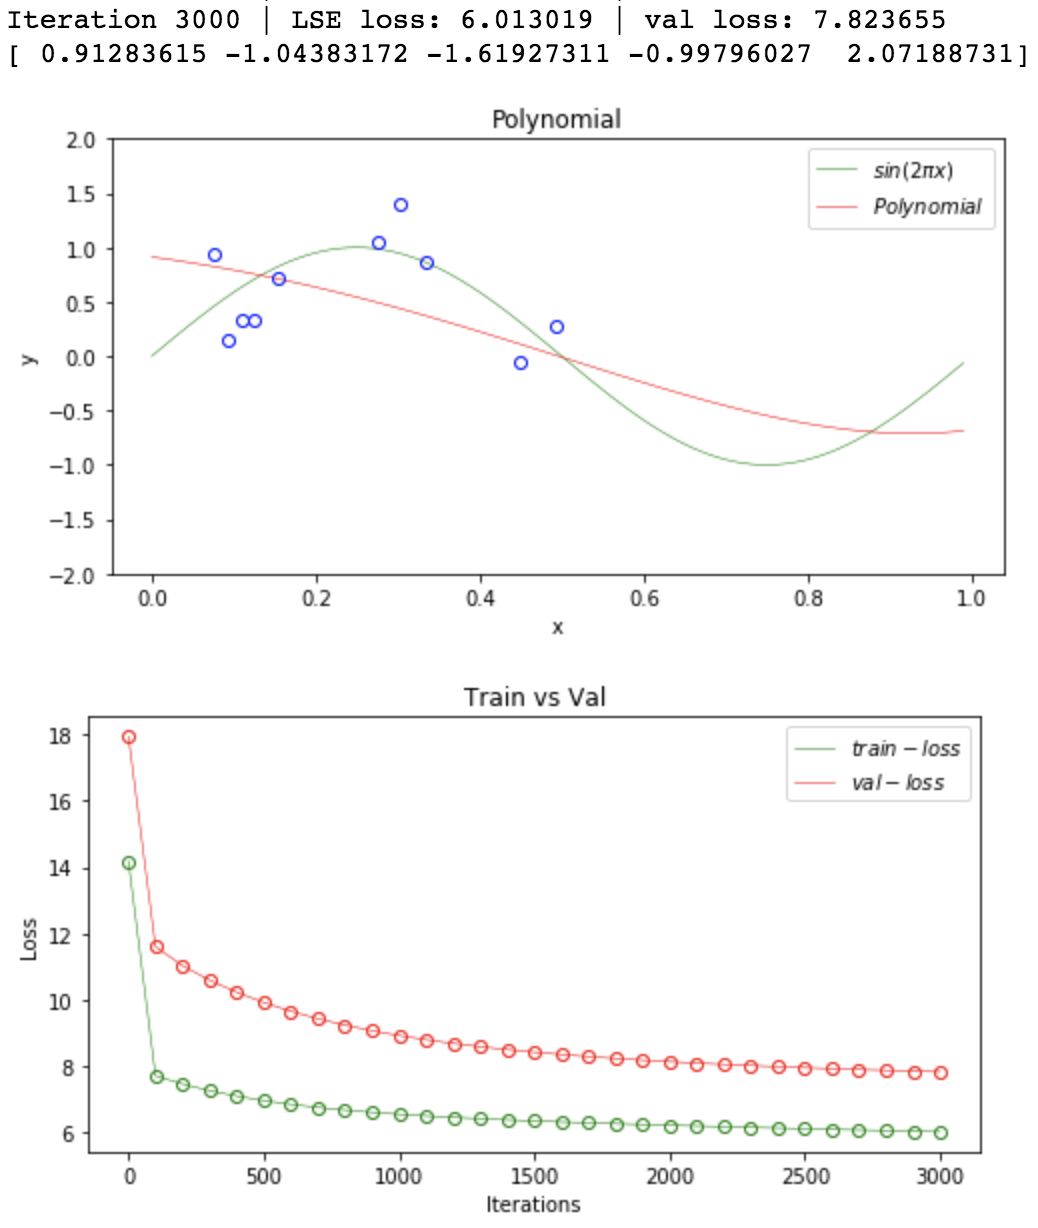 Iteration 3000 | LSE loss: 6.013019 | val loss: 7.823655
[ 0.91283615 -1.04383172 -1.61927311 -0.99796027  2.07188731]
Polynomial
2.0
1.5
1.0
0.5
0.0
−0.5
−1.0
−1.5
−2.0
y
sin(2πx)
Polynomial
0.0 0.2 0.4 0.6 0.8 1.0
x
Train vs Val
18
16
14
12
10
8
6
Loss
train − loss
val − loss
0 500 1000 1500 2000 2500 3000
Iterations